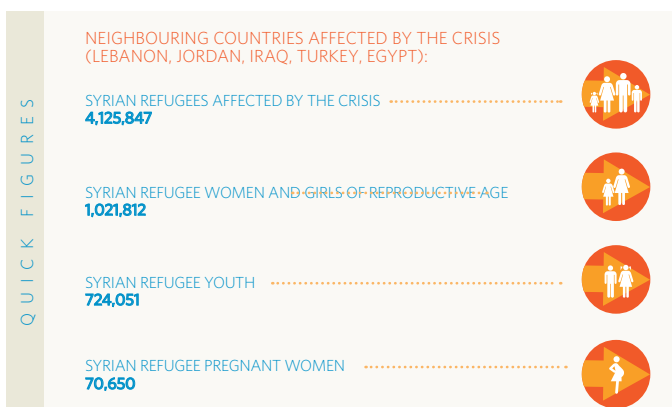 QUICK FIGURES
NEIGHBOURING COUNTRIES AFFECTED BY THE CRISIS
(LEBANON, JORDAN, IRAQ, TURKEY, EGYPT):
SYRIAN REFUGEES AFFECTED BY THE CRISIS
4,125,847
SYRIAN REFUGEE WOMEN AND GIRLS OF REPRODUCTIVE AGE
1,021,812
SYRIAN REFUGEE YOUTH
724,051
SYRIAN REFUGEE PREGNANT WOMEN
70,650